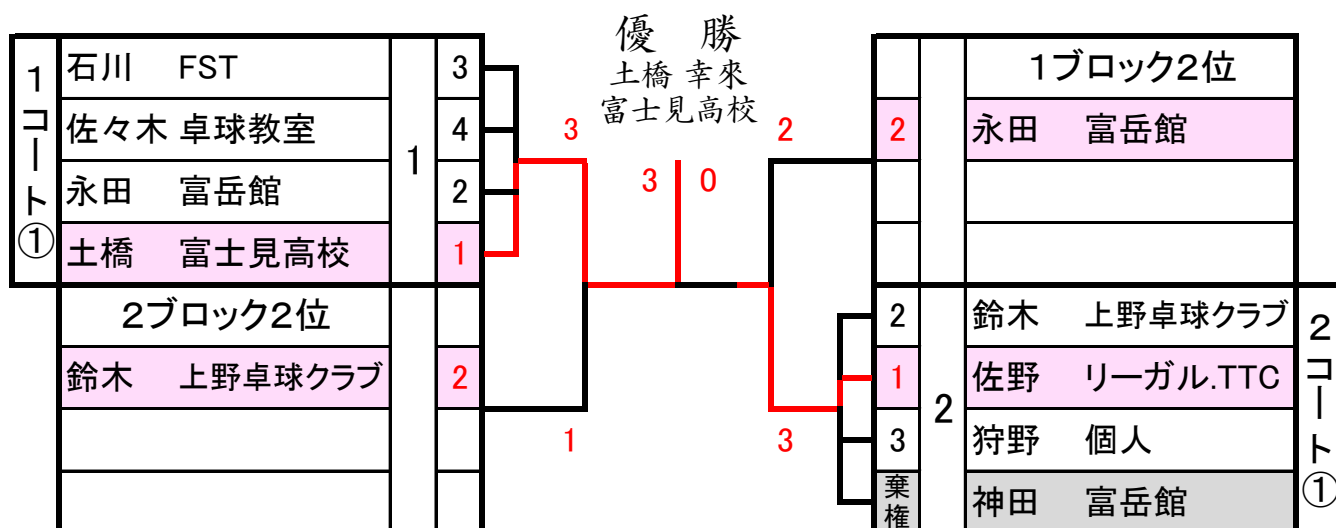 優 勝
土橋 幸來
富士見高校
1コート①
1
石川 FST 3
佐々木 卓球教室 4
永田 富岳館 2
土橋 富士見高校 1
2ブロック2位
鈴木 上野卓球クラブ 2
3
1
3 0
2
3
1ブロック2位
2 永田 富岳館
2
2 鈴木 上野卓球クラブ
1 佐野 リーガル.TTC
3 狩野 個人
棄権 神田 富岳館
2コート①